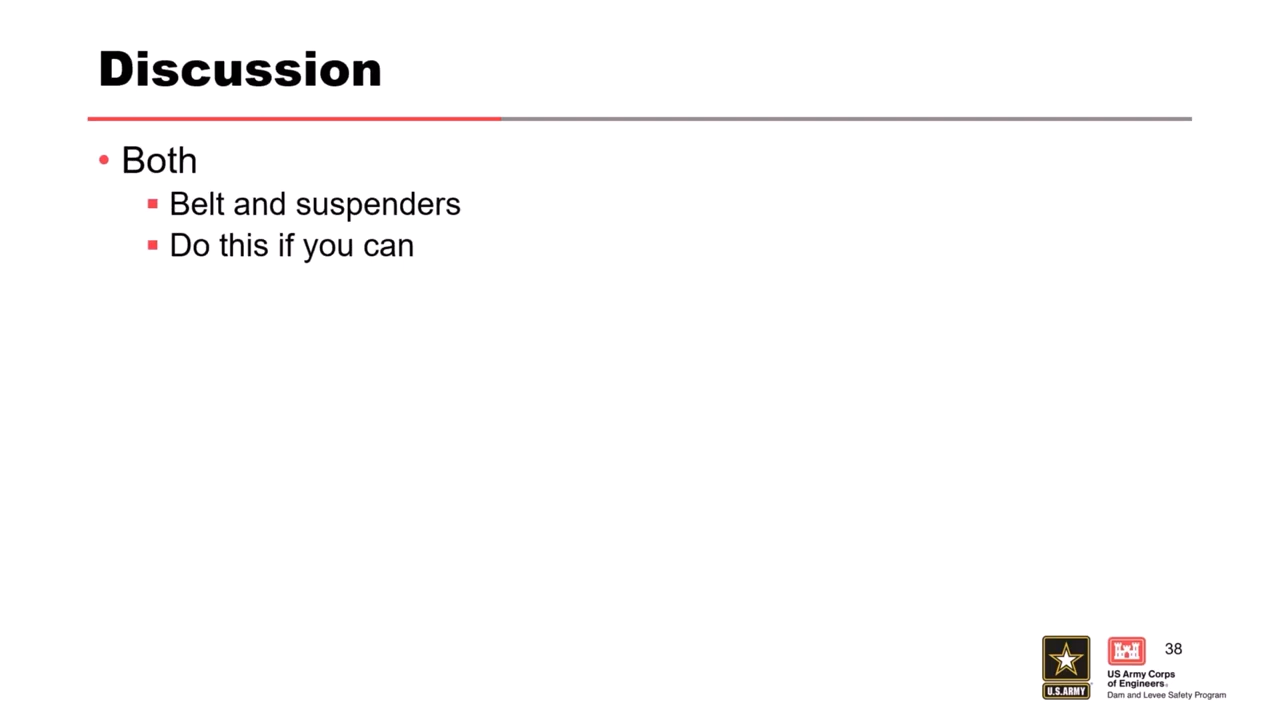 Discussion
• Both
▪ Belt and suspenders
▪ Do this if you can
38
U.S.ARMY
US Army Corps
of Engineers®
Dam and Levee Safety Program